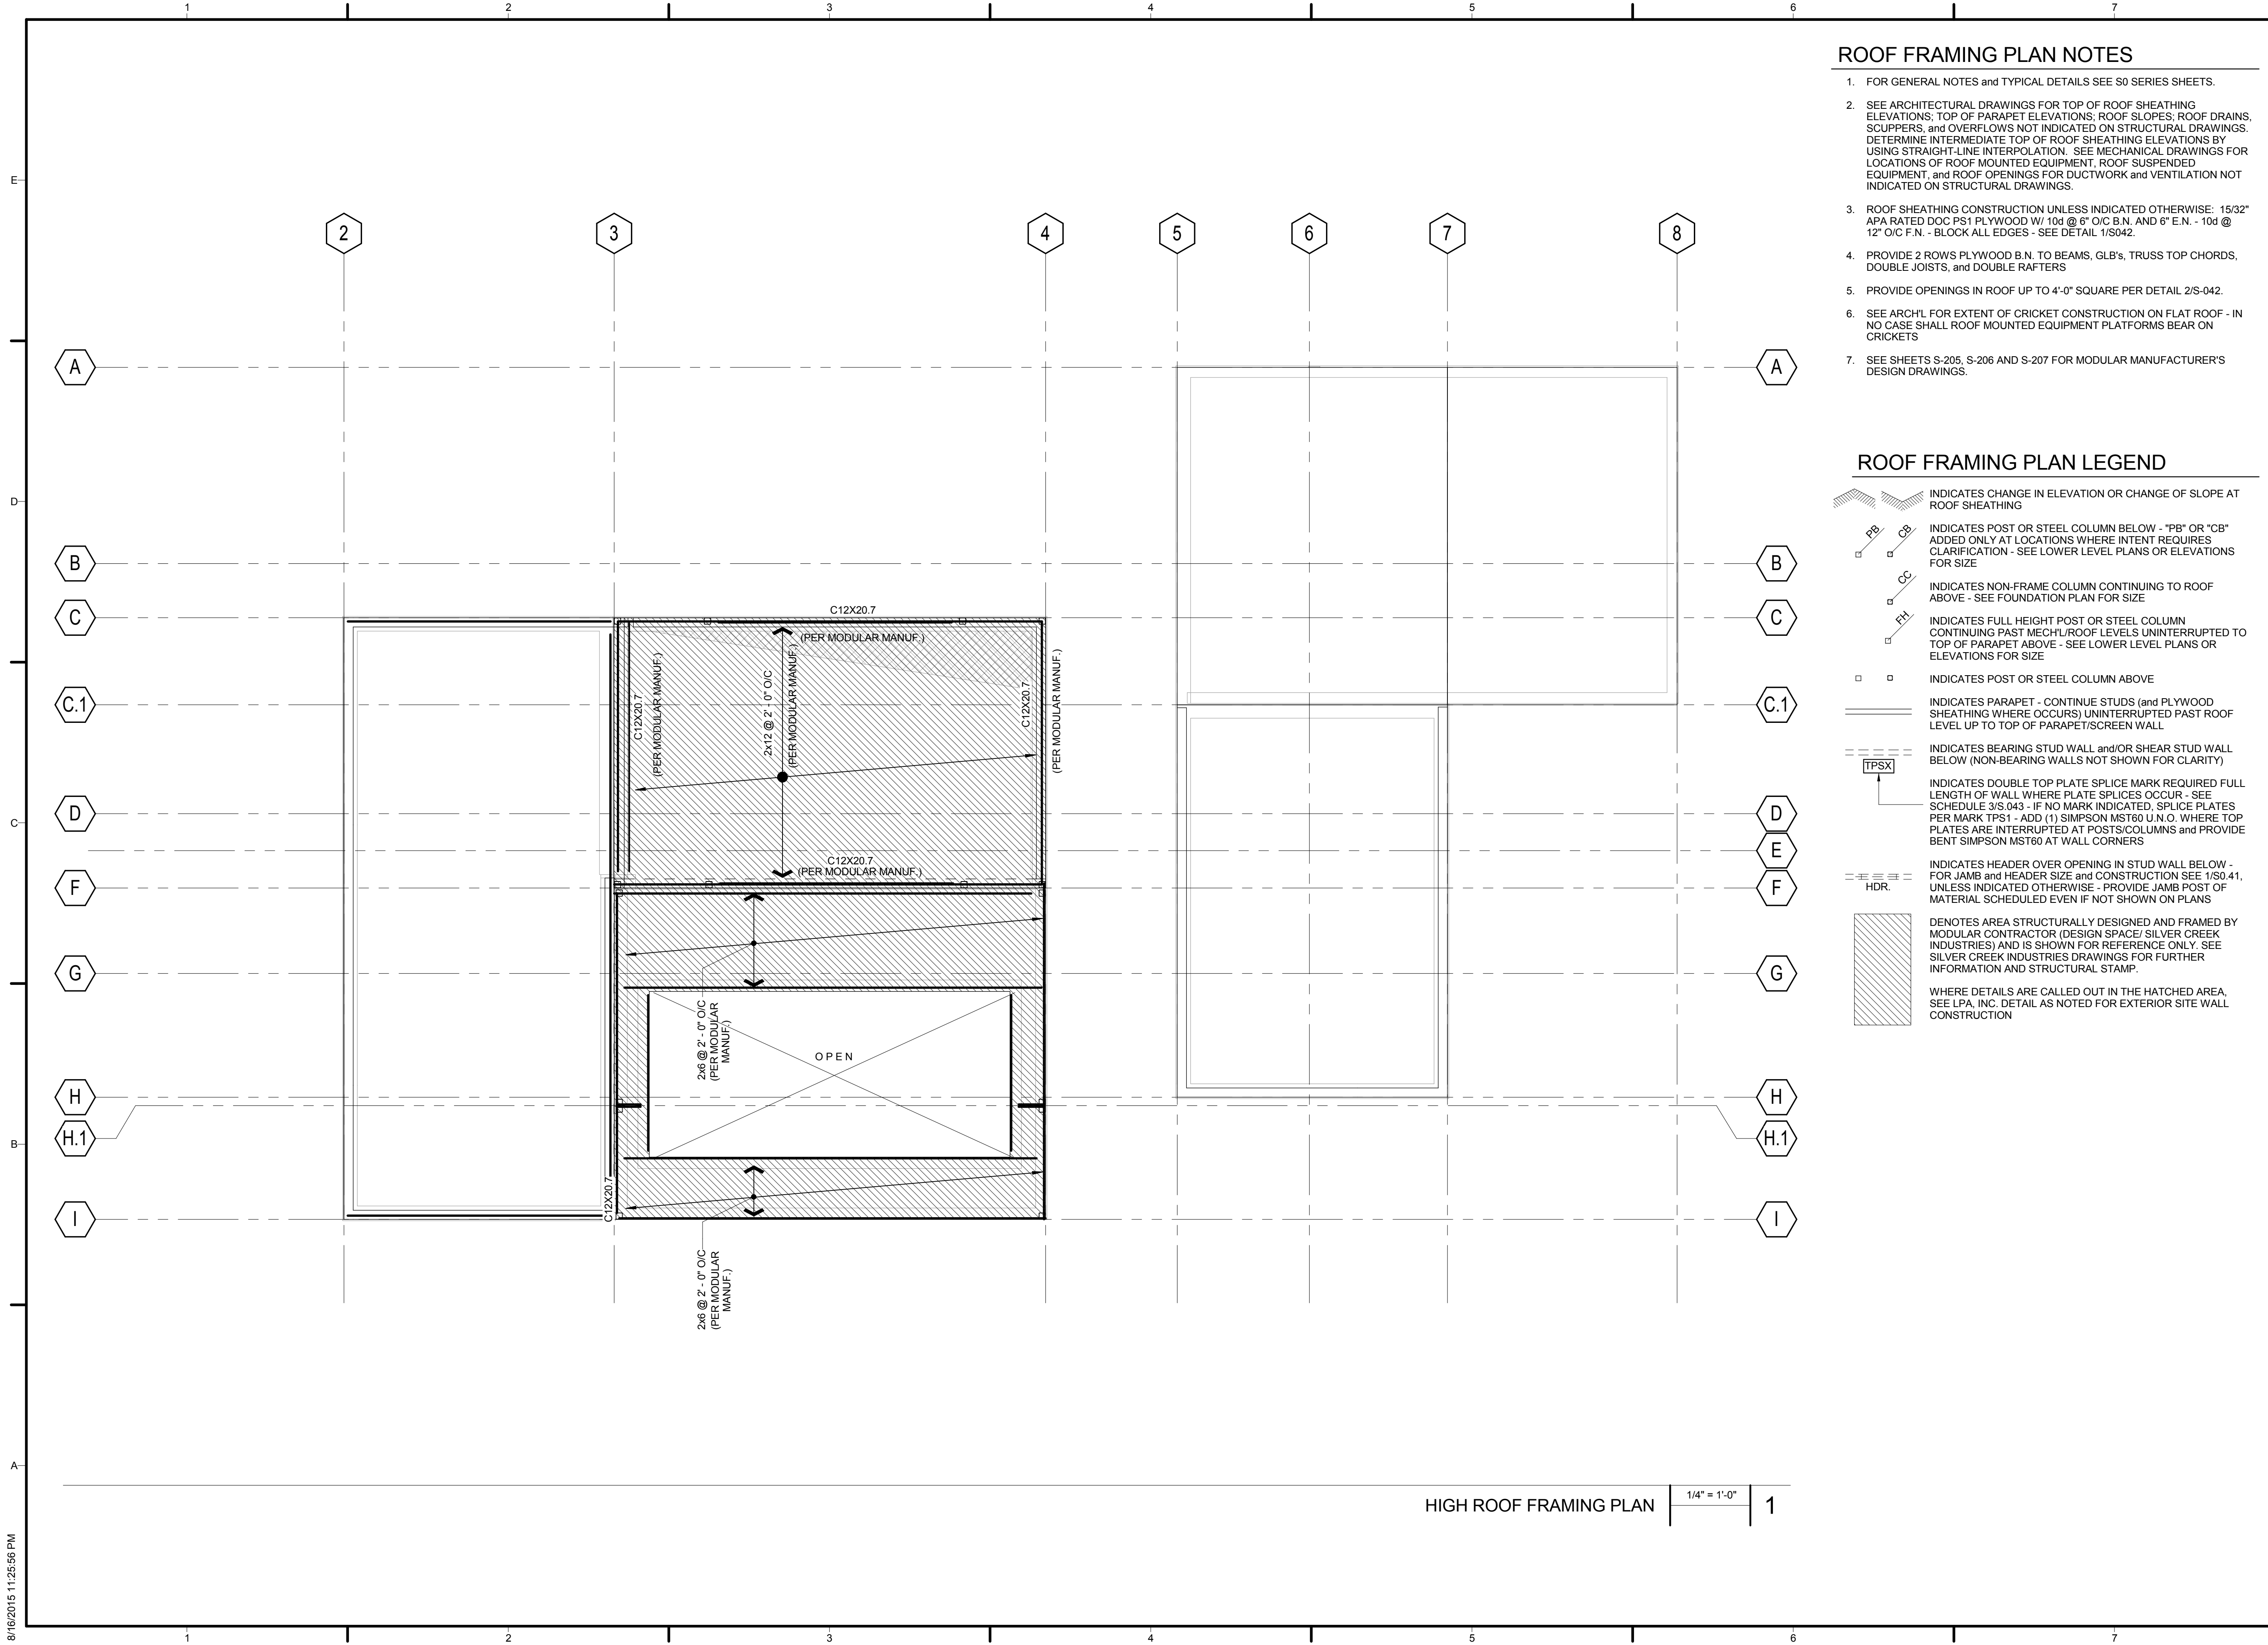 1 2 3 4 5 6 7
ROOF FRAMING PLAN NOTES
1. FOR GENERAL NOTES and TYPICAL DETAILS SEE S0 SERIES SHEETS.
2. SEE ARCHITECTURAL DRAWINGS FOR TOP OF ROOF SHEATHING
ELEVATIONS; TOP OF PARAPET ELEVATIONS; ROOF SLOPES; ROOF DRAINS,
SCUPPERS, and OVERFLOWS NOT INDICATED ON STRUCTURAL DRAWINGS.
DETERMINE INTERMEDIATE TOP OF ROOF SHEATHING ELEVATIONS BY
USING STRAIGHT-LINE INTERPOLATION. SEE MECHANICAL DRAWINGS FOR
LOCATIONS OF ROOF MOUNTED EQUIPMENT, ROOF SUSPENDED
EQUIPMENT, and ROOF OPENINGS FOR DUCTWORK and VENTILATION NOT
INDICATED ON STRUCTURAL DRAWINGS.
3. ROOF SHEATHING CONSTRUCTION UNLESS INDICATED OTHERWISE: 15/32"
APA RATED DOC PS1 PLYWOOD W/ 10d @ 6" O/C B.N. AND 6" E.N. - 10d @
12" O/C F.N. - BLOCK ALL EDGES - SEE DETAIL 1/S042.
4. PROVIDE 2 ROWS PLYWOOD B.N. TO BEAMS, GLB's, TRUSS TOP CHORDS,
DOUBLE JOISTS, and DOUBLE RAFTERS
5. PROVIDE OPENINGS IN ROOF UP TO 4'-0" SQUARE PER DETAIL 2/S-042.
6. SEE ARCH'L FOR EXTENT OF CRICKET CONSTRUCTION ON FLAT ROOF - IN
NO CASE SHALL ROOF MOUNTED EQUIPMENT PLATFORMS BEAR ON
CRICKETS
7. SEE SHEETS S-205, S-206 AND S-207 FOR MODULAR MANUFACTURER'S
DESIGN DRAWINGS.
ROOF FRAMING PLAN LEGEND
INDICATES CHANGE IN ELEVATION OR CHANGE OF SLOPE AT
ROOF SHEATHING
PB CB
INDICATES POST OR STEEL COLUMN BELOW - "PB" OR "CB"
ADDED ONLY AT LOCATIONS WHERE INTENT REQUIRES
CLARIFICATION - SEE LOWER LEVEL PLANS OR ELEVATIONS
FOR SIZE
CC
INDICATES NON-FRAME COLUMN CONTINUING TO ROOF
ABOVE - SEE FOUNDATION PLAN FOR SIZE
FH
INDICATES FULL HEIGHT POST OR STEEL COLUMN
CONTINUING PAST MECH'L/ROOF LEVELS UNINTERRUPTED TO
TOP OF PARAPET ABOVE - SEE LOWER LEVEL PLANS OR
ELEVATIONS FOR SIZE
INDICATES POST OR STEEL COLUMN ABOVE
INDICATES PARAPET - CONTINUE STUDS (and PLYWOOD
SHEATHING WHERE OCCURS) UNINTERRUPTED PAST ROOF
LEVEL UP TO TOP OF PARAPET/SCREEN WALL
INDICATES BEARING STUD WALL and/OR SHEAR STUD WALL
BELOW (NON-BEARING WALLS NOT SHOWN FOR CLARITY)
TPSX
INDICATES DOUBLE TOP PLATE SPLICE MARK REQUIRED FULL
LENGTH OF WALL WHERE PLATE SPLICES OCCUR - SEE
SCHEDULE 3/S.043 - IF NO MARK INDICATED, SPLICE PLATES
PER MARK TPS1 - ADD (1) SIMPSON MST60 U.N.O. WHERE TOP
PLATES ARE INTERRUPTED AT POSTS/COLUMNS and PROVIDE
BENT SIMPSON MST60 AT WALL CORNERS
HDR.
INDICATES HEADER OVER OPENING IN STUD WALL BELOW -
FOR JAMB and HEADER SIZE and CONSTRUCTION SEE 1/S0.41,
UNLESS INDICATED OTHERWISE - PROVIDE JAMB POST OF
MATERIAL SCHEDULED EVEN IF NOT SHOWN ON PLANS
DENOTES AREA STRUCTURALLY DESIGNED AND FRAMED BY
MODULAR CONTRACTOR (DESIGN SPACE/ SILVER CREEK
INDUSTRIES) AND IS SHOWN FOR REFERENCE ONLY. SEE
SILVER CREEK INDUSTRIES DRAWINGS FOR FURTHER
INFORMATION AND STRUCTURAL STAMP.
WHERE DETAILS ARE CALLED OUT IN THE HATCHED AREA,
SEE LPA, INC. DETAIL AS NOTED FOR EXTERIOR SITE WALL
CONSTRUCTION
E
D
C
B
A
2 3 4 5 6 7 8
A A
B B
C C
C.1 C.1
D D
E
F F
G G
H H
H.1 H.1
I I
C12X20.7
(PER MODULAR MANUF.)
C12X20.7
(PER MODULAR MANUF.)
2x12 @ 2' - 0" O/C
(PER MODULAR MANUF.)
C12X20.7
(PER MODULAR MANUF.)
C12X20.7
(PER MODULAR MANUF.)
2x6 @ 2' - 0" O/C
(PER MODULAR
MANUF.)
OPEN
C12X20.7
2x6 @ 2' - 0" O/C
(PER MODULAR
MANUF.)
HIGH ROOF FRAMING PLAN
1/4" = 1'-0"
1
8/16/2015 11:25:56 PM
1 2 3 4 5 6 7